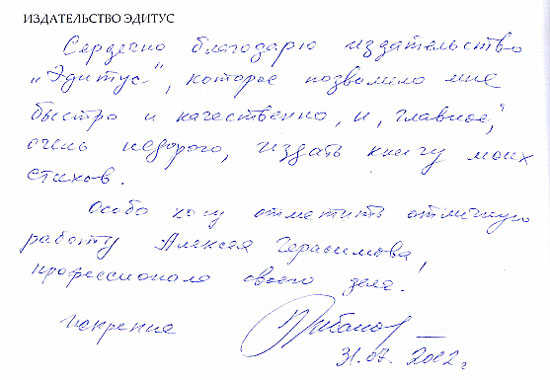 ИЗДАТЕЛЬСТВО ЭДИТУС
Сердечно благодарю издательство
„Эдитус", которое позволило мне
быстро и качественно, и, главное,
очень недорого, издать книгу моих
стихов.
Особо хочу отметить отличную
работу Алексея Герасимова,
профессионала своего дела.
Искренне
31.07.2012 г